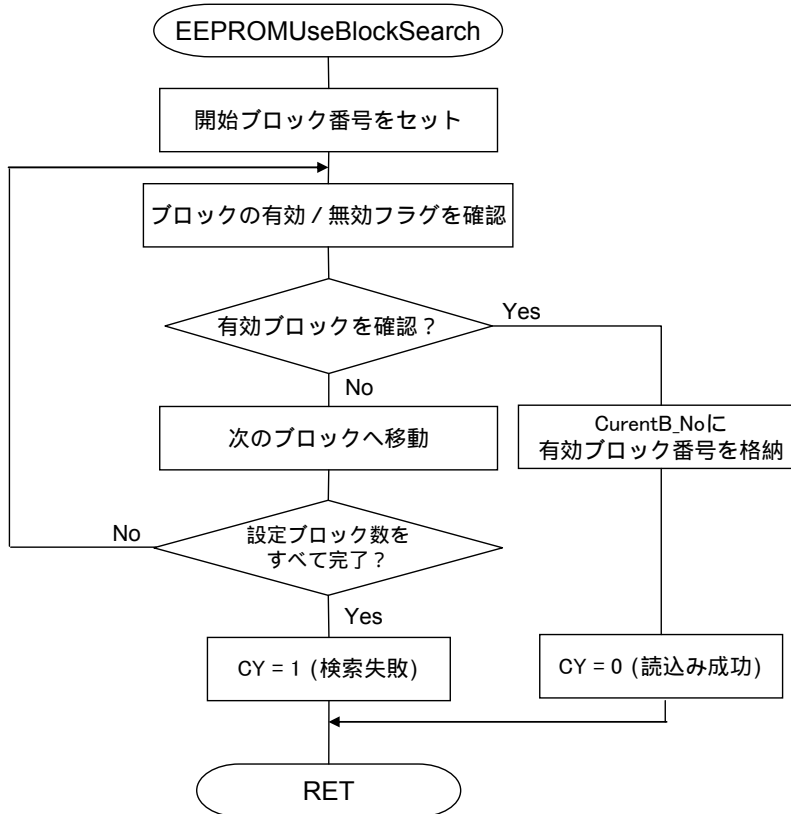 EEPROMUseBlockSearch
開始ブロック番号をセット
ブロックの有効 / 無効フラグを確認
有効ブロックを確認？
Yes
No
次のブロックへ移動
CurentB_Noに
有効ブロック番号を格納
No
設定ブロック数を
すべて完了？
Yes
CY = 1 (検索失敗)
CY = 0 (読込み成功)
RET